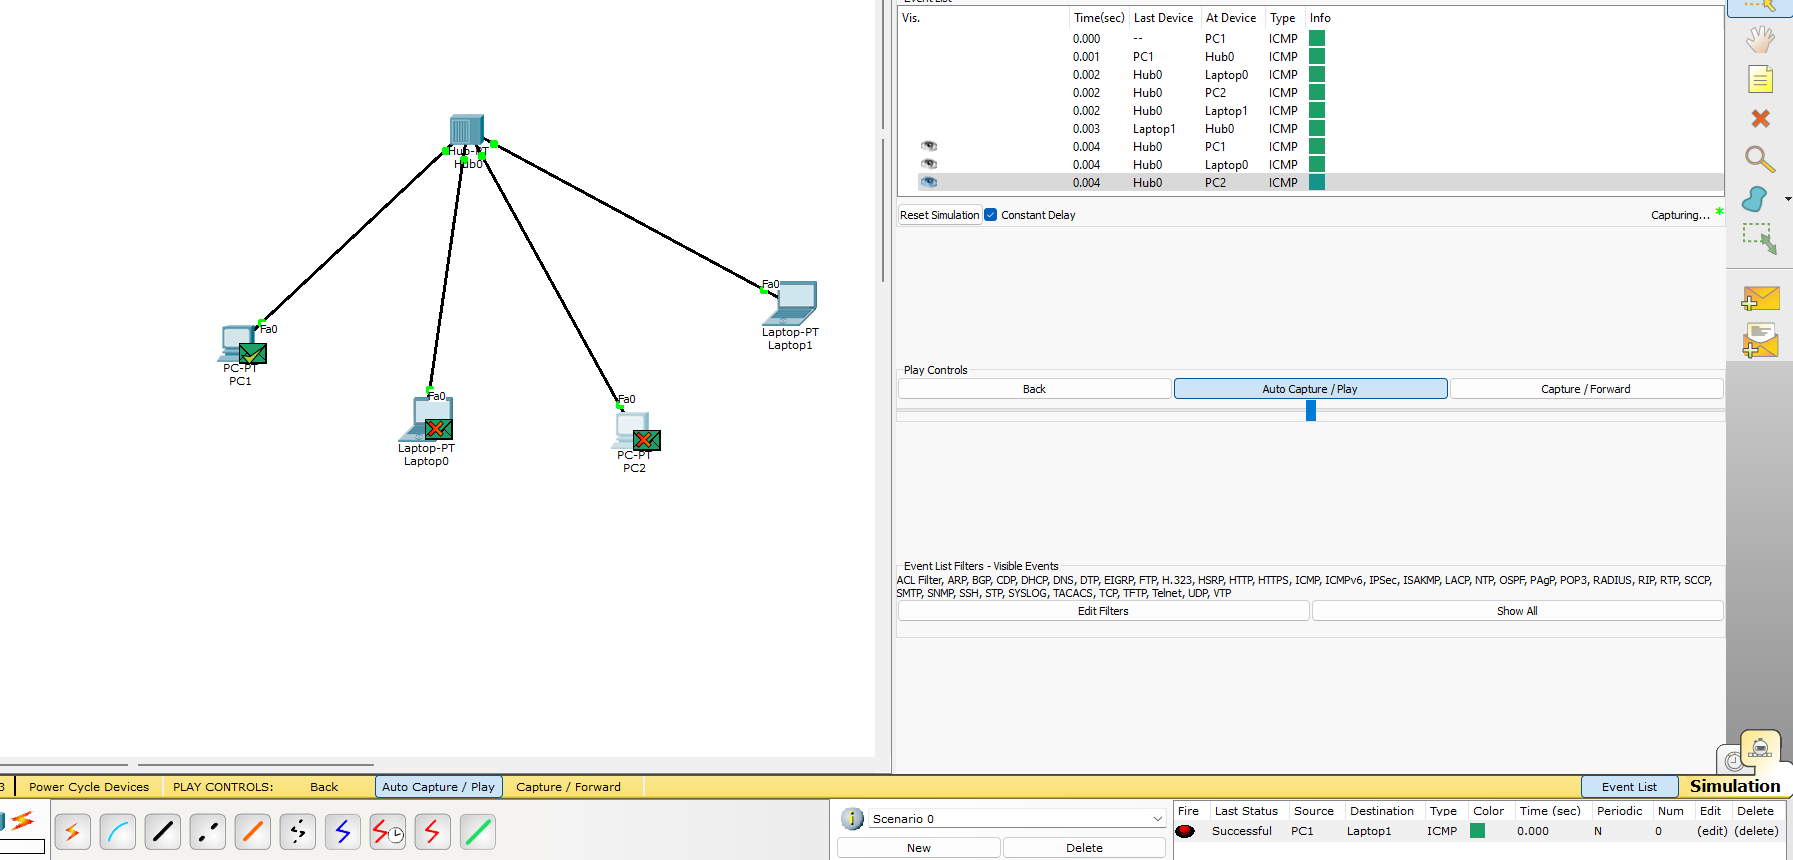 Event List
Vis. Time(sec) Last Device At Device Type Info
0.000 -- PC1 ICMP
0.001 PC1 Hub0 ICMP
0.002 Hub0 Laptop0 ICMP
0.002 Hub0 PC2 ICMP
0.002 Hub0 Laptop1 ICMP
0.003 Laptop1 Hub0 ICMP
0.004 Hub0 PC1 ICMP
0.004 Hub0 Laptop0 ICMP
0.004 Hub0 PC2 ICMP
Reset Simulation Constant Delay Capturing... *
Hub-PT
Hub0
Fa0
Laptop-PT
Laptop1
Fa0
PC-PT
PC1
Fa0
Laptop-PT
Laptop0
Fa0
PC-PT
PC2
Play Controls
Back Auto Capture / Play Capture / Forward
Event List Filters - Visible Events
ACL Filter, ARP, BGP, CDP, DHCP, DNS, DTP, EIGRP, FTP, H.323, HSRP, HTTP, HTTPS, ICMP, ICMPv6, IPSec, ISAKMP, LACP, NTP, OSPF, PAgP, POP3, RADIUS, RIP, RTP, SCCP,
SMTP, SNMP, SSH, STP, SYSLOG, TACACS, TCP, TFTP, Telnet, UDP, VTP
Edit Filters Show All
3 Power Cycle Devices PLAY CONTROLS: Back Auto Capture / Play Capture / Forward Event List Simulation
Scenario 0
New Delete
Fire Last Status Source Destination Type Color Time (sec) Periodic Num Edit Delete
Successful PC1 Laptop1 ICMP 0.000 N 0 (edit) (delete)